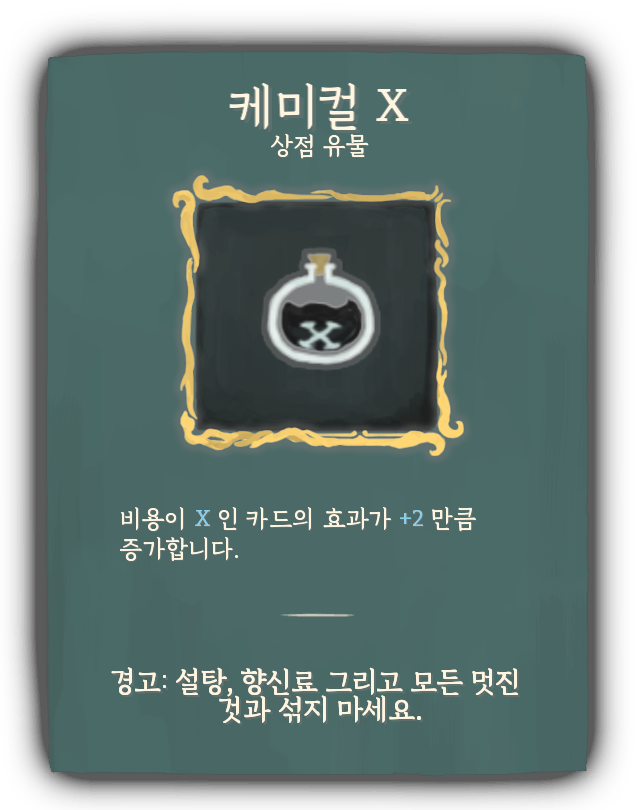 케미컬 X
상점 유물
X
비용이 X 인 카드의 효과가 +2 만큼
증가합니다.
경고: 설탕, 향신료 그리고 모든 멋진
것과 섞지 마세요.